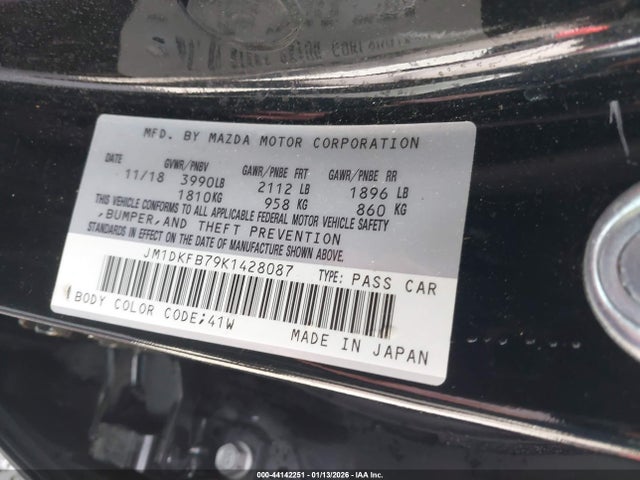 MFD. BY MAZDA MOTOR CORPORATION
DATE GVWR/PNBV GAWR/PNBE FRT GAWR/PNBE RR
11/18 3990LB 2112 LB 1896 LB
1810KG 958 KG 860 KG
THIS VEHICLE CONFORMS TO ALL APPLICABLE FEDERAL MOTOR VEHICLE SAFETY
,BUMPER,AND THEFT PREVENTION
STANDARDS IN EFFECT ON THE DATE OF MANUFACTURE SHOWN ABOVE.
JM1DKFB79K1428087 TYPE: PASS CAR
BODY COLOR CODE;41W
MADE IN JAPAN
000-44142251 - 01/13/2026 - IAA Inc.